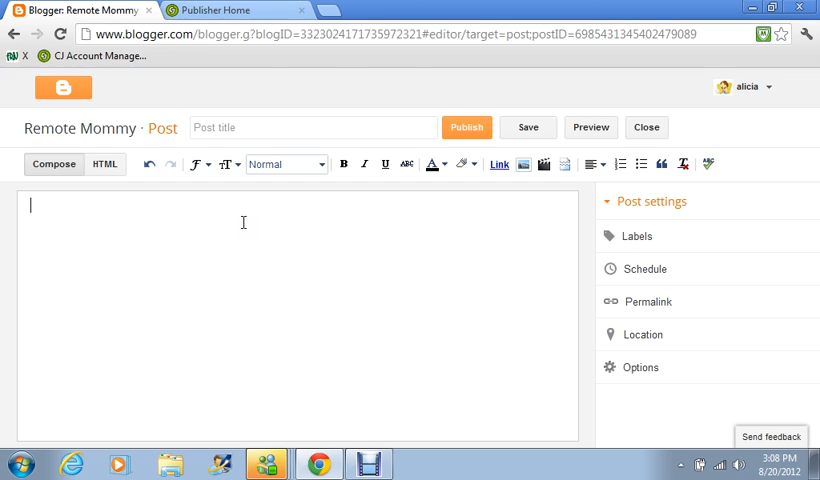 Blogger: Remote Mommy
Publisher Home
www.blogger.com/blogger.g?blogID=3323024171735972321#editor/target=post;postID=6985431345402479089
X
CJ Account Manage...
alicia
Remote Mommy · Post
Post title
Publish
Save
Preview
Close
Compose
HTML
Normal
B
I
U
ABC
A
Link
ABC
Post settings
Labels
Schedule
Permalink
Location
Options
Send feedback
3:08 PM
8/20/2012